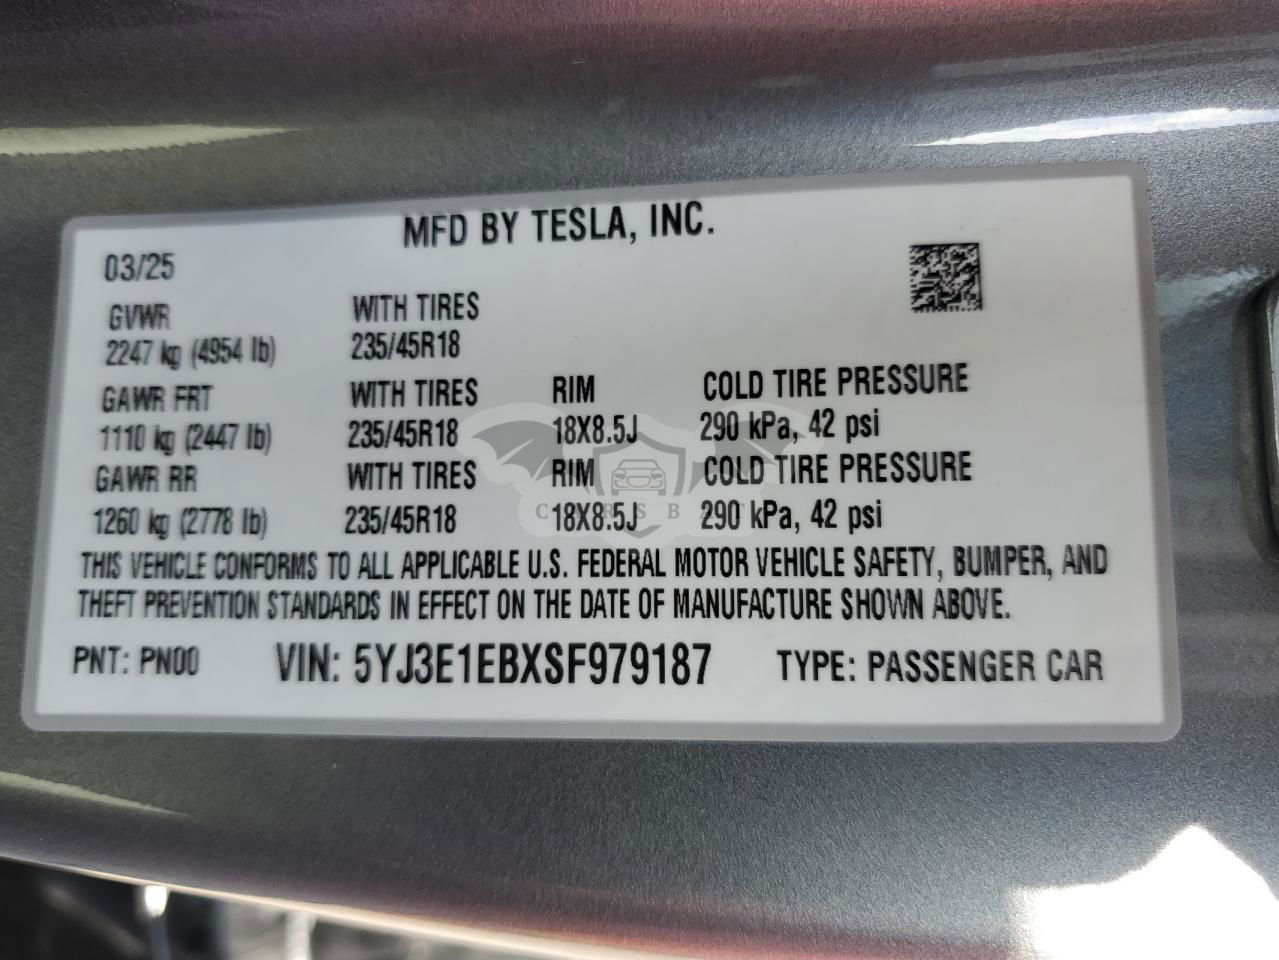 MFD BY TESLA, INC.
03/25
GVWR WITH TIRES
2247 kg (4954 lb) 235/45R18
GAWR FRT WITH TIRES RIM COLD TIRE PRESSURE
1110 kg (2447 lb) 235/45R18 18X8.5J 290 kPa, 42 psi
GAWR RR WITH TIRES RIM COLD TIRE PRESSURE
1260 kg (2778 lb) 235/45R18 18X8.5J 290 kPa, 42 psi
THIS VEHICLE CONFORMS TO ALL APPLICABLE U.S. FEDERAL MOTOR VEHICLE SAFETY, BUMPER, AND
THEFT PREVENTION STANDARDS IN EFFECT ON THE DATE OF MANUFACTURE SHOWN ABOVE.
PNT: PN00 VIN: 5YJ3E1EBXSF979187 TYPE: PASSENGER CAR